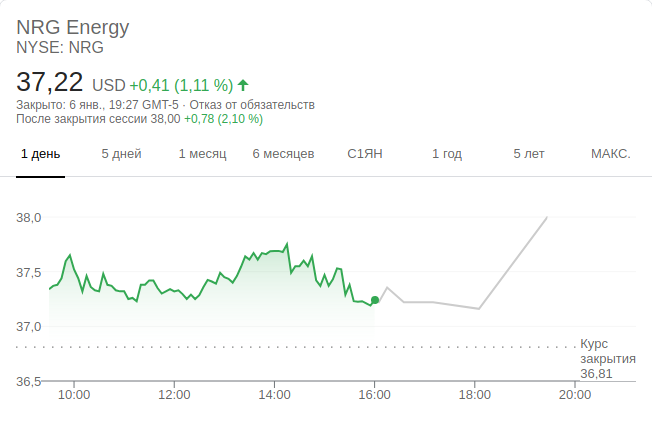 NRG Energy
NYSE: NRG
37,22 USD +0,41 (1,11 %)
Закрыто: 6 янв., 19:27 GMT-5 · Отказ от обязательств
После закрытия сессии 38,00 +0,78 (2,10 %)
1 день 5 дней 1 месяц 6 месяцев С1ЯН 1 год 5 лет МАКС.
38,0
37,5
37,0
36,5
Курс
закрытия
36,81
10:00 12:00 14:00 16:00 18:00 20:00